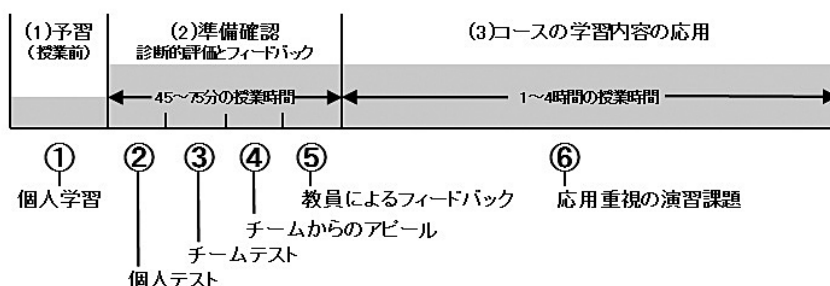 (1)予習
(授業前)
(2)準備確認
診断的評価とフィードバック
(3)コースの学習内容の応用
45～75分の授業時間
1～4時間の授業時間
①
②
③
④
⑤
⑥
個人学習
教員によるフィードバック
応用重視の演習課題
チームからのアピール
チームテスト
個人テスト